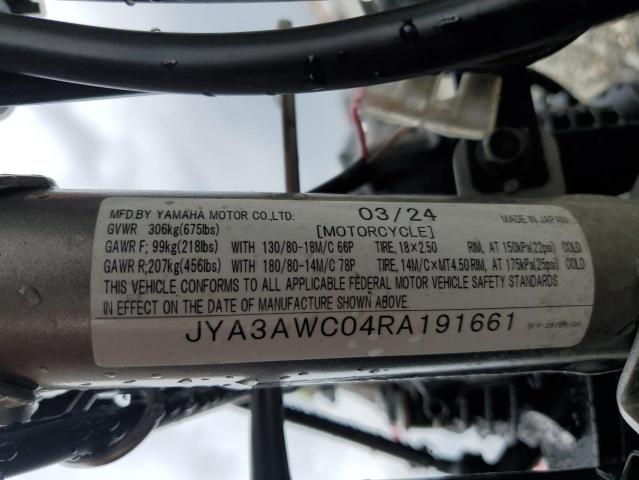 MFD.BY YAMAHA MOTOR CO.,LTD. 03/24 MADE IN JAPAN
GVWR 306kg(675lbs) [MOTORCYCLE]
GAWR F; 99kg(218lbs) WITH 130/80-18M/C 66P TIRE, 18×2.50 RIM, AT 150kPa(22psi) COLD
GAWR R;207kg(456lbs) WITH 180/80-14M/C 78P TIRE, 14M/C×MT4.50 RIM, AT 175kPa(25psi) COLD
THIS VEHICLE CONFORMS TO ALL APPLICABLE FEDERAL MOTOR VEHICLE SAFETY STANDARDS
IN EFFECT ON THE DATE OF MANUFACTURE SHOWN ABOVE.
JYA3AWC04RA191661